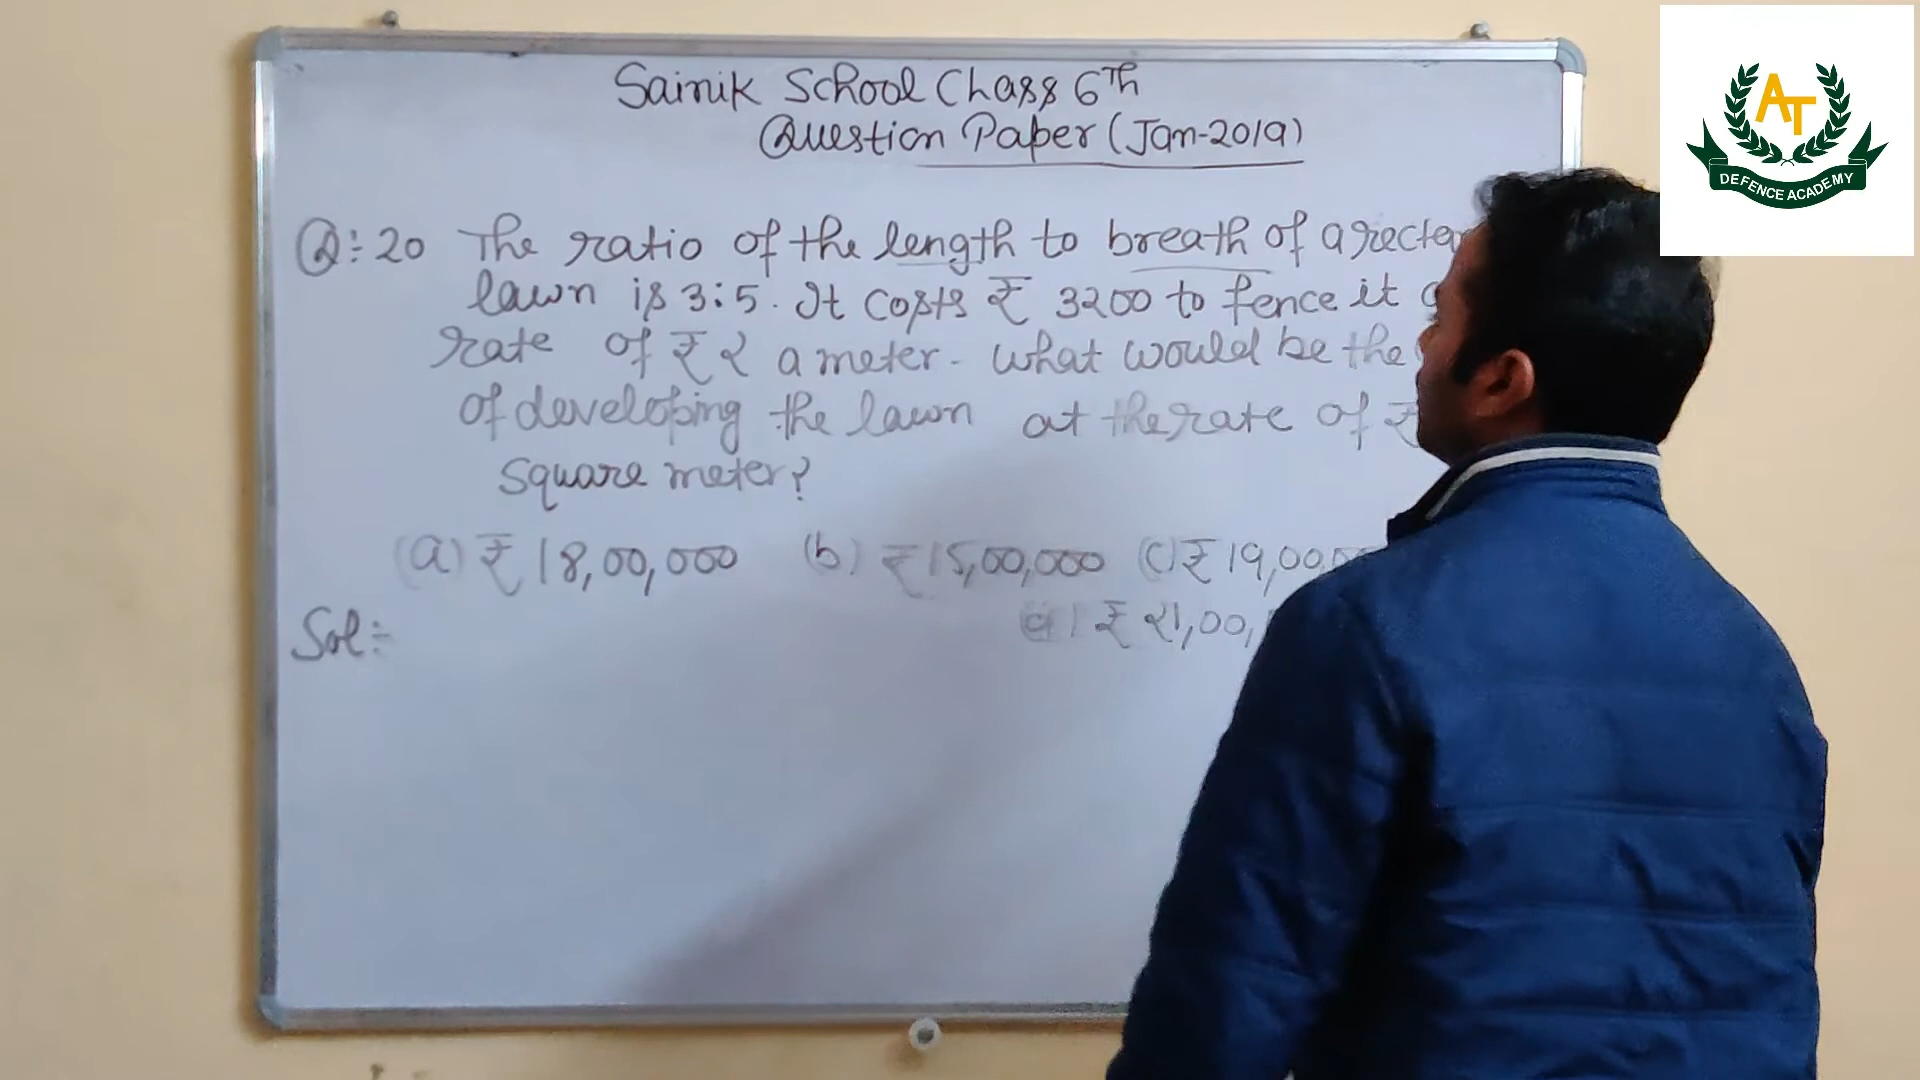 Sainik School Class 6Th
Question Paper (Jan-2019)
Q÷20 The ratio of the length to breath of a
lawn is 3:5. It costs ₹ 3200 to fence it
rate of ₹ 2 a meter. What would be the
of developing the lawn at the rate of ₹
Square meter?
(a) ₹ 18,00,000 (b) ₹ 15,00,000 (c) ₹ 19,00,
₹ 21,00,
Sol÷
AT
DEFENCE ACADEMY